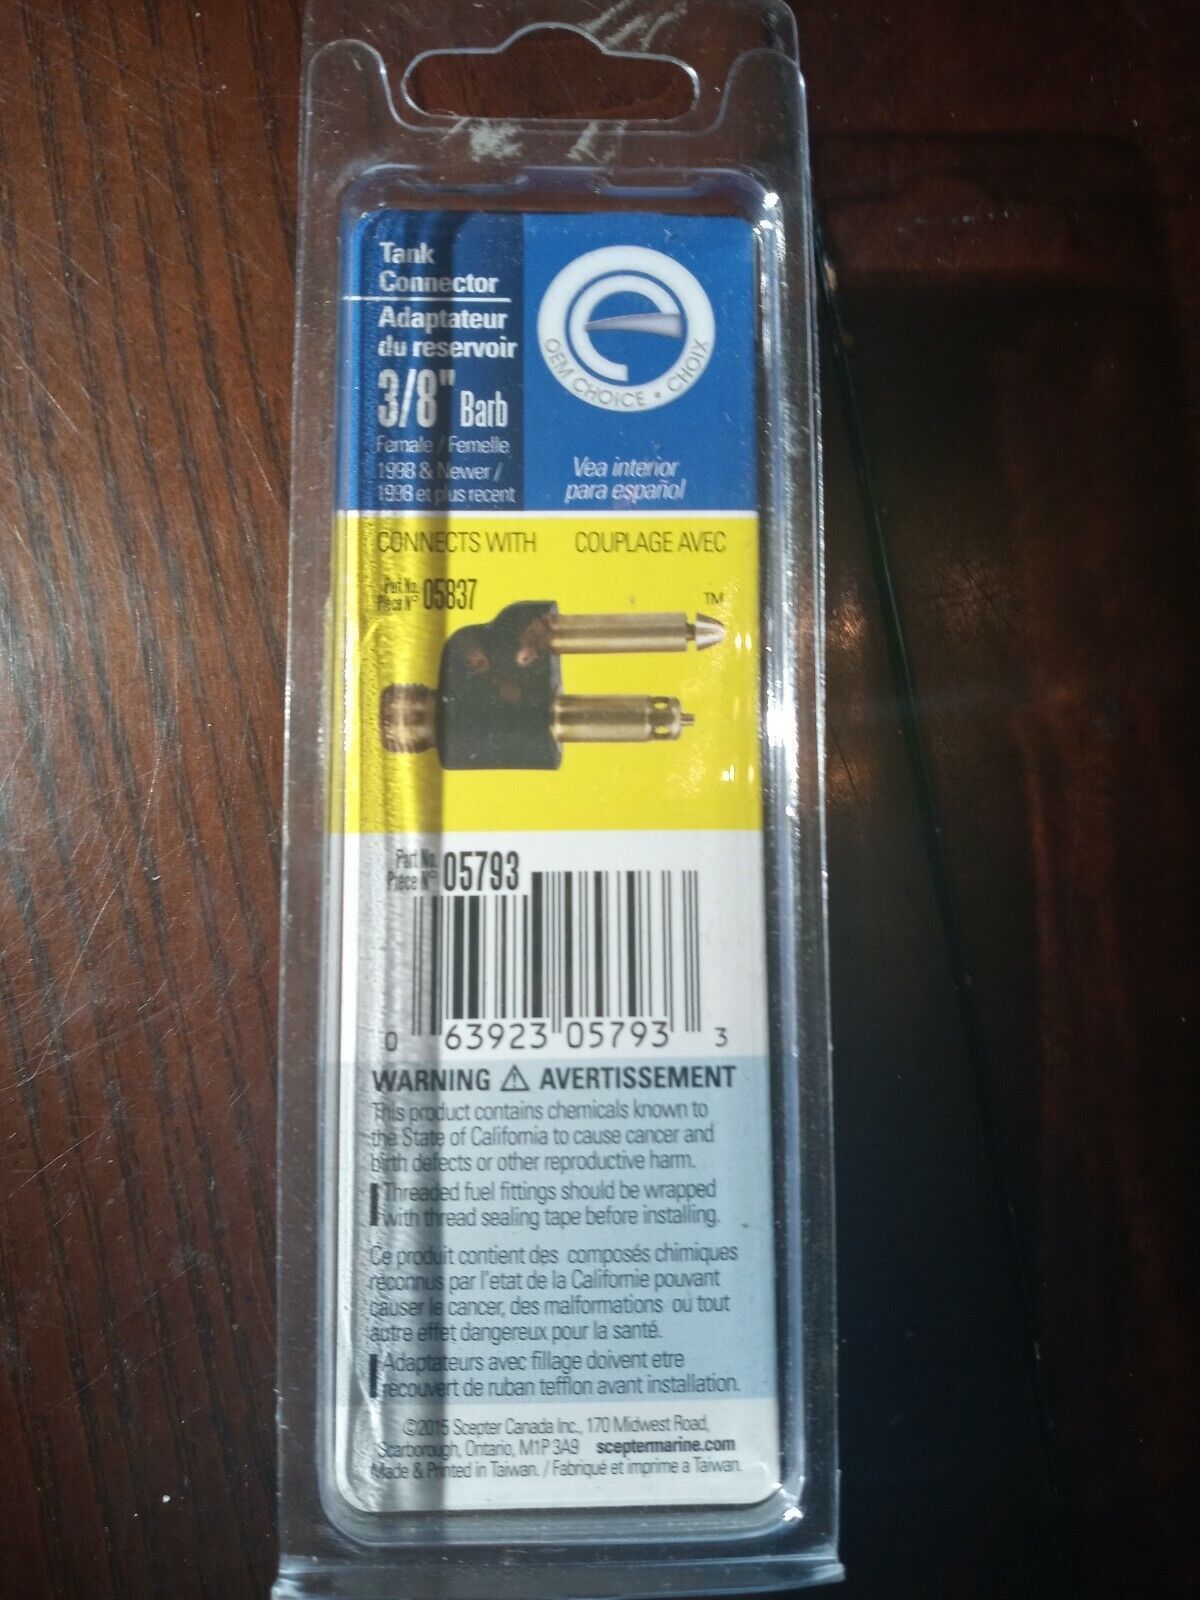 Tank
Connector
Adaptateur
du reservoir
3/8" Barb
Female / Femelle
1998 & Newer /
1998 et plus recent
OEM CHOICE • CHOIX
Vea interior
para español
CONNECTS WITH COUPLAGE AVEC
Part No.
Pièce N° 05837
TM
Part No.
Pièce N° 05793
0 63923 05793 3
WARNING ⚠ AVERTISSEMENT
This product contains chemicals known to
the State of California to cause cancer and
birth defects or other reproductive harm.
Threaded fuel fittings should be wrapped
with thread sealing tape before installing.
Ce produit contient des composés chimiques
reconnus par l'etat de la Californie pouvant
causer le cancer, des malformations ou tout
autre effet dangereux pour la santé.
Adaptateurs avec fillage doivent etre
recouvert de ruban tefflon avant installation.
©2015 Scepter Canada Inc., 170 Midwest Road,
Scarborough, Ontario, M1P 3A9 sceptermarine.com
Made & Printed in Taiwan. / Fabriqué et imprime a Taiwan.